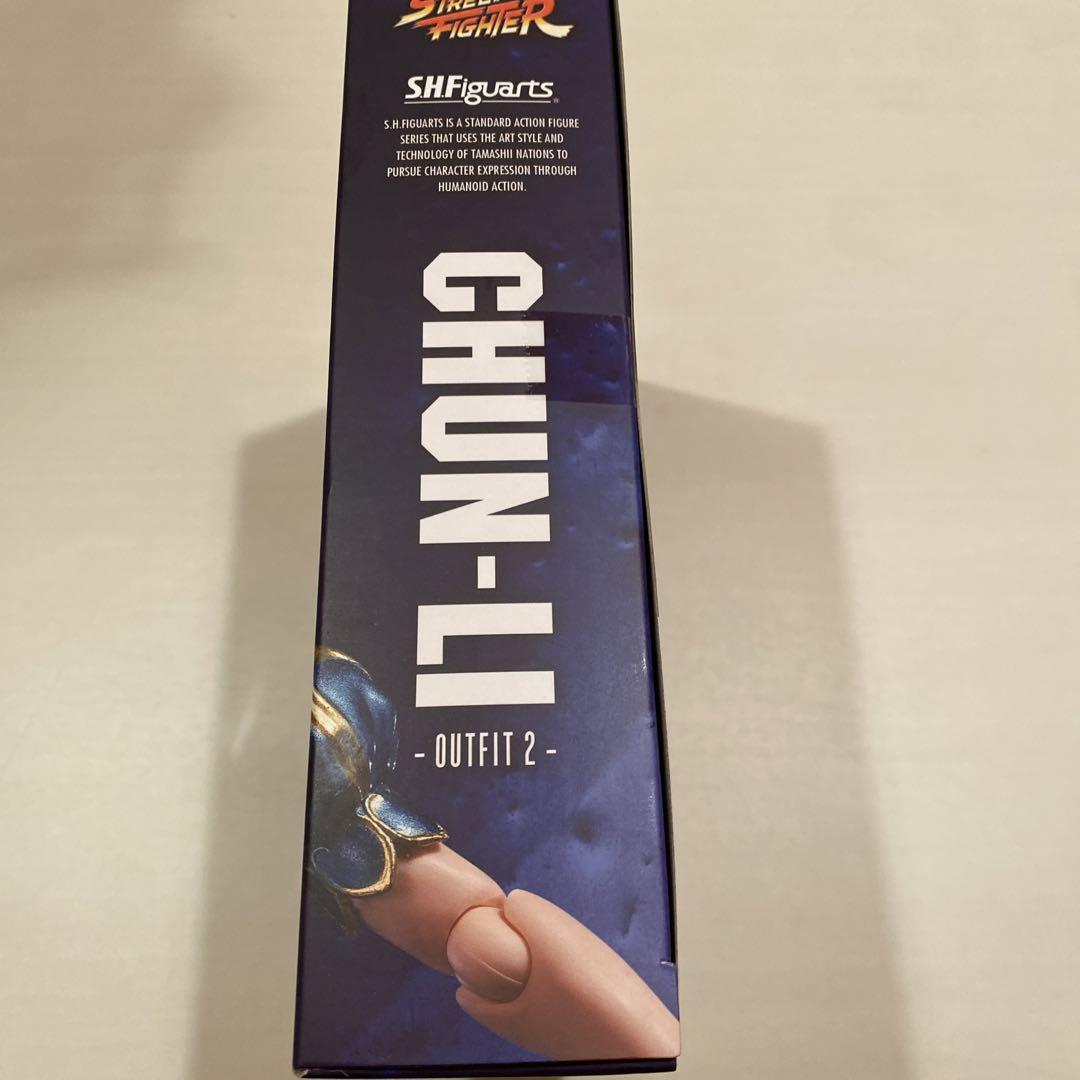 STREET
FIGHTER
S.H.Figuarts
S.H.FIGUARTS IS A STANDARD ACTION FIGURE
SERIES THAT USES THE ART STYLE AND
TECHNOLOGY OF TAMASHII NATIONS TO
PURSUE CHARACTER EXPRESSION THROUGH
HUMANOID ACTION.
CHUN-LI
- OUTFIT 2 -